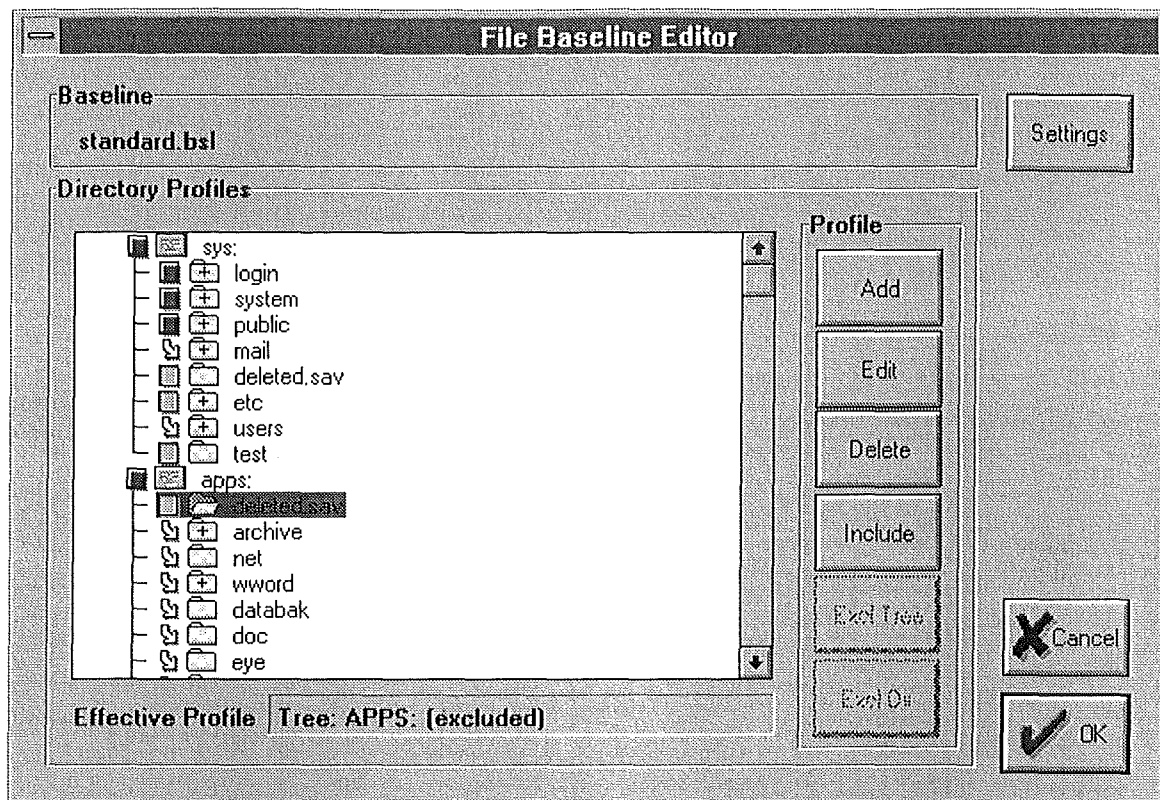 File Baseline Editor
Baseline
standard.bsl
Settings
Directory Profiles
sys:
login
system
public
mail
deleted.sav
etc
users
test
apps:
deleted.sav
archive
net
wword
databak
doc
eye
Effective Profile
Tree: APPS: (excluded)
Profile
Add
Edit
Delete
Include
Excl Tree
Excl Dir
Cancel
OK